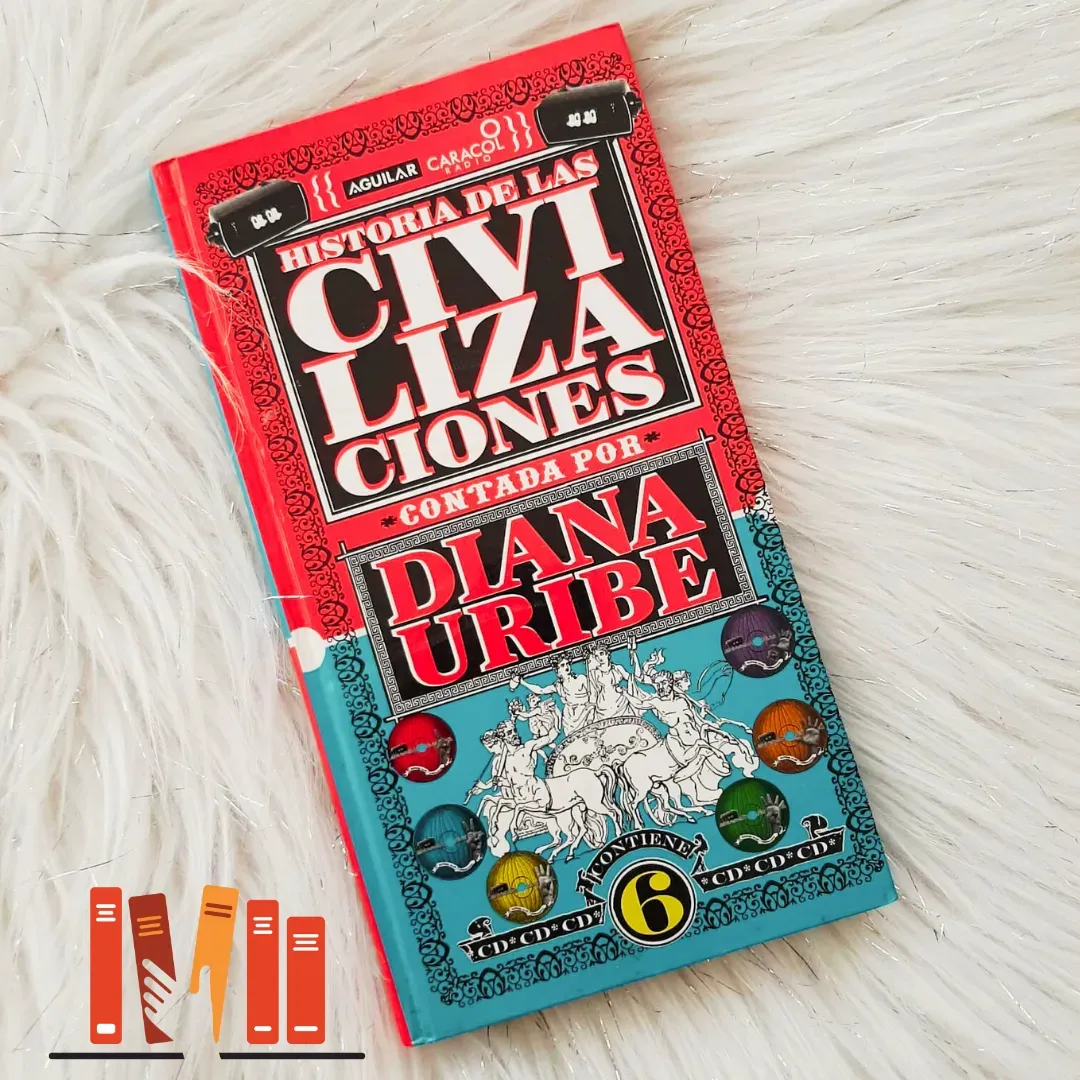 AGUILAR
CARACOL
RADIO
HISTORIA DE LAS
CIVI
LIZA
CIONES
*CONTADA POR*
DIANA
URIBE
CONTIENE
6
CD*CD*CD*
*CD*CD*CD*